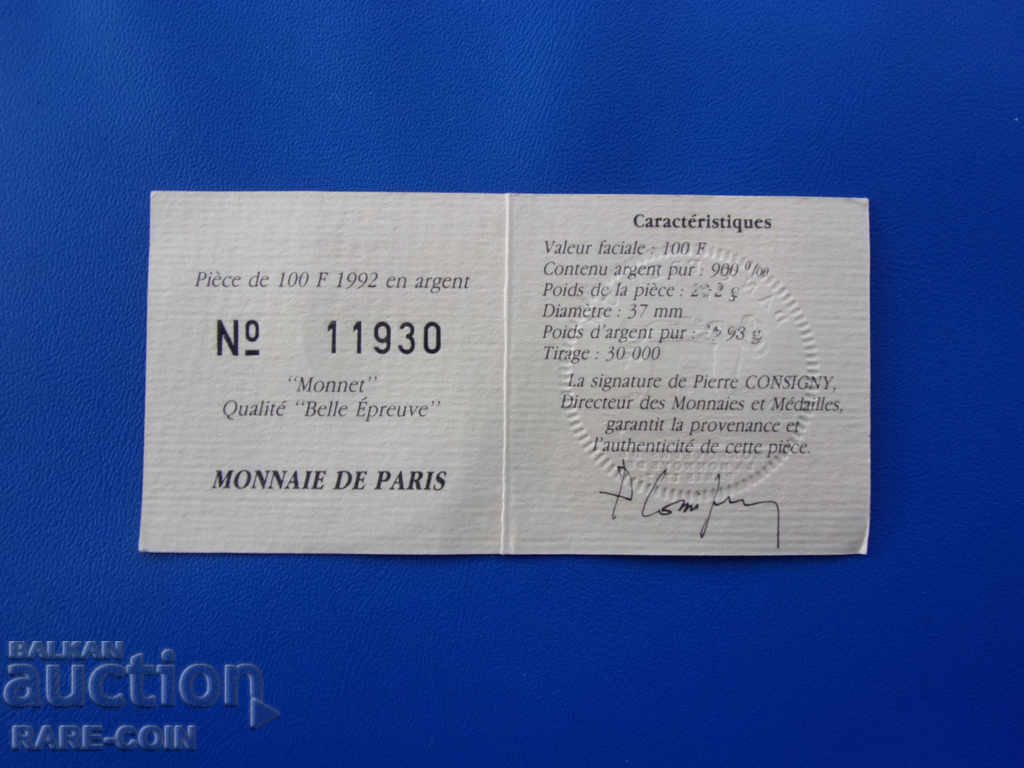 Pièce de 100 F 1992 en argent
Nº 11930
"Monnet"
Qualité "Belle Épreuve"
MONNAIE DE PARIS
Caractéristiques
Valeur faciale : 100 F
Contenu argent pur : 900 0/00
Poids de la pièce : g
Diamètre : 37 mm
Poids d'argent pur : g
Tirage : 30 000
La signature de Pierre CONSIGNY,
Directeur des Monnaies et Médailles,
garantit la provenance et
l'authenticité de cette pièce.
BALKAN
auction
RARE-COIN